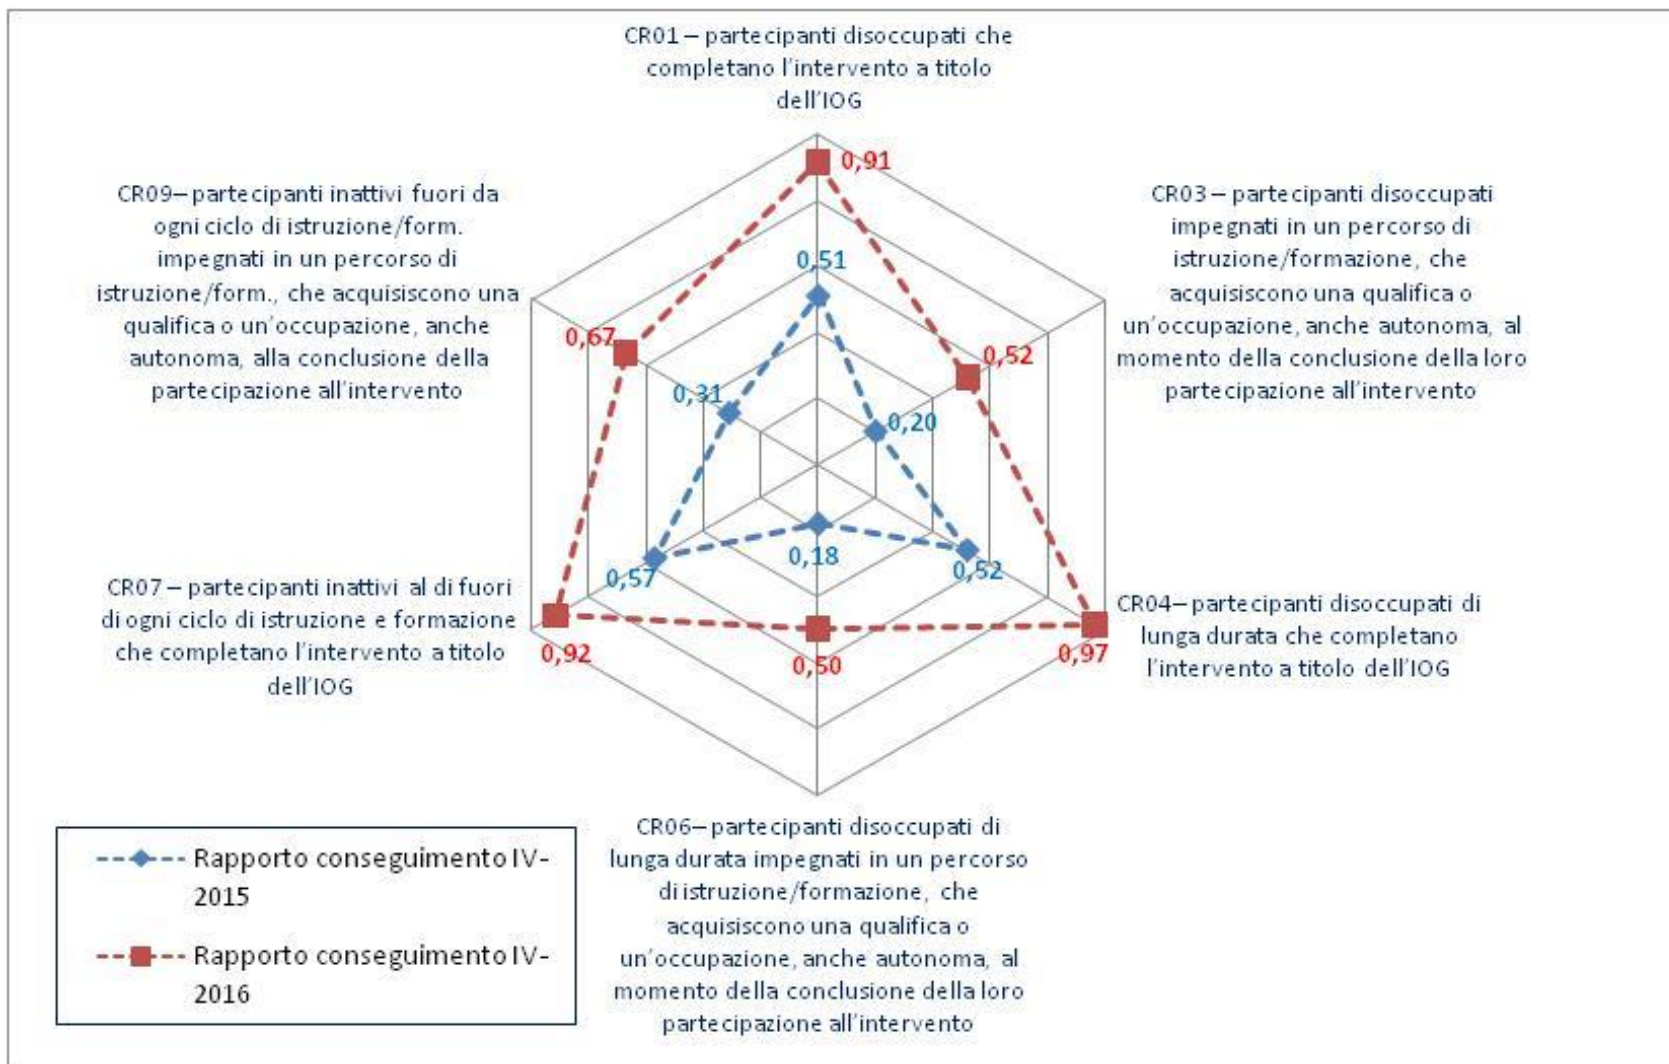 CR01 – partecipanti disoccupati che
completano l'intervento a titolo
dell'IOG
0,91
CR09– partecipanti inattivi fuori da
ogni ciclo di istruzione/form.
impegnati in un percorso di
istruzione/form., che acquisiscono una
qualifica o un'occupazione, anche
autonoma, alla conclusione della
partecipazione all'intervento
CR03 – partecipanti disoccupati
impegnati in un percorso di
istruzione/formazione, che
acquisiscono una qualifica o
un'occupazione, anche autonoma, al
momento della conclusione della loro
partecipazione all'intervento
0,51
0,67
0,52
0,31
0,20
0,18
0,52
0,57
CR07 – partecipanti inattivi al di fuori
di ogni ciclo di istruzione e formazione
che completano l'intervento a titolo
dell'IOG
CR04– partecipanti disoccupati di
lunga durata che completano
l'intervento a titolo dell'IOG
0,92
0,50
0,97
CR06– partecipanti disoccupati di
lunga durata impegnati in un percorso
di istruzione/formazione, che
acquisiscono una qualifica o
un'occupazione, anche autonoma, al
momento della conclusione della loro
partecipazione all'intervento
Rapporto conseguimento IV-
2015
Rapporto conseguimento IV-
2016